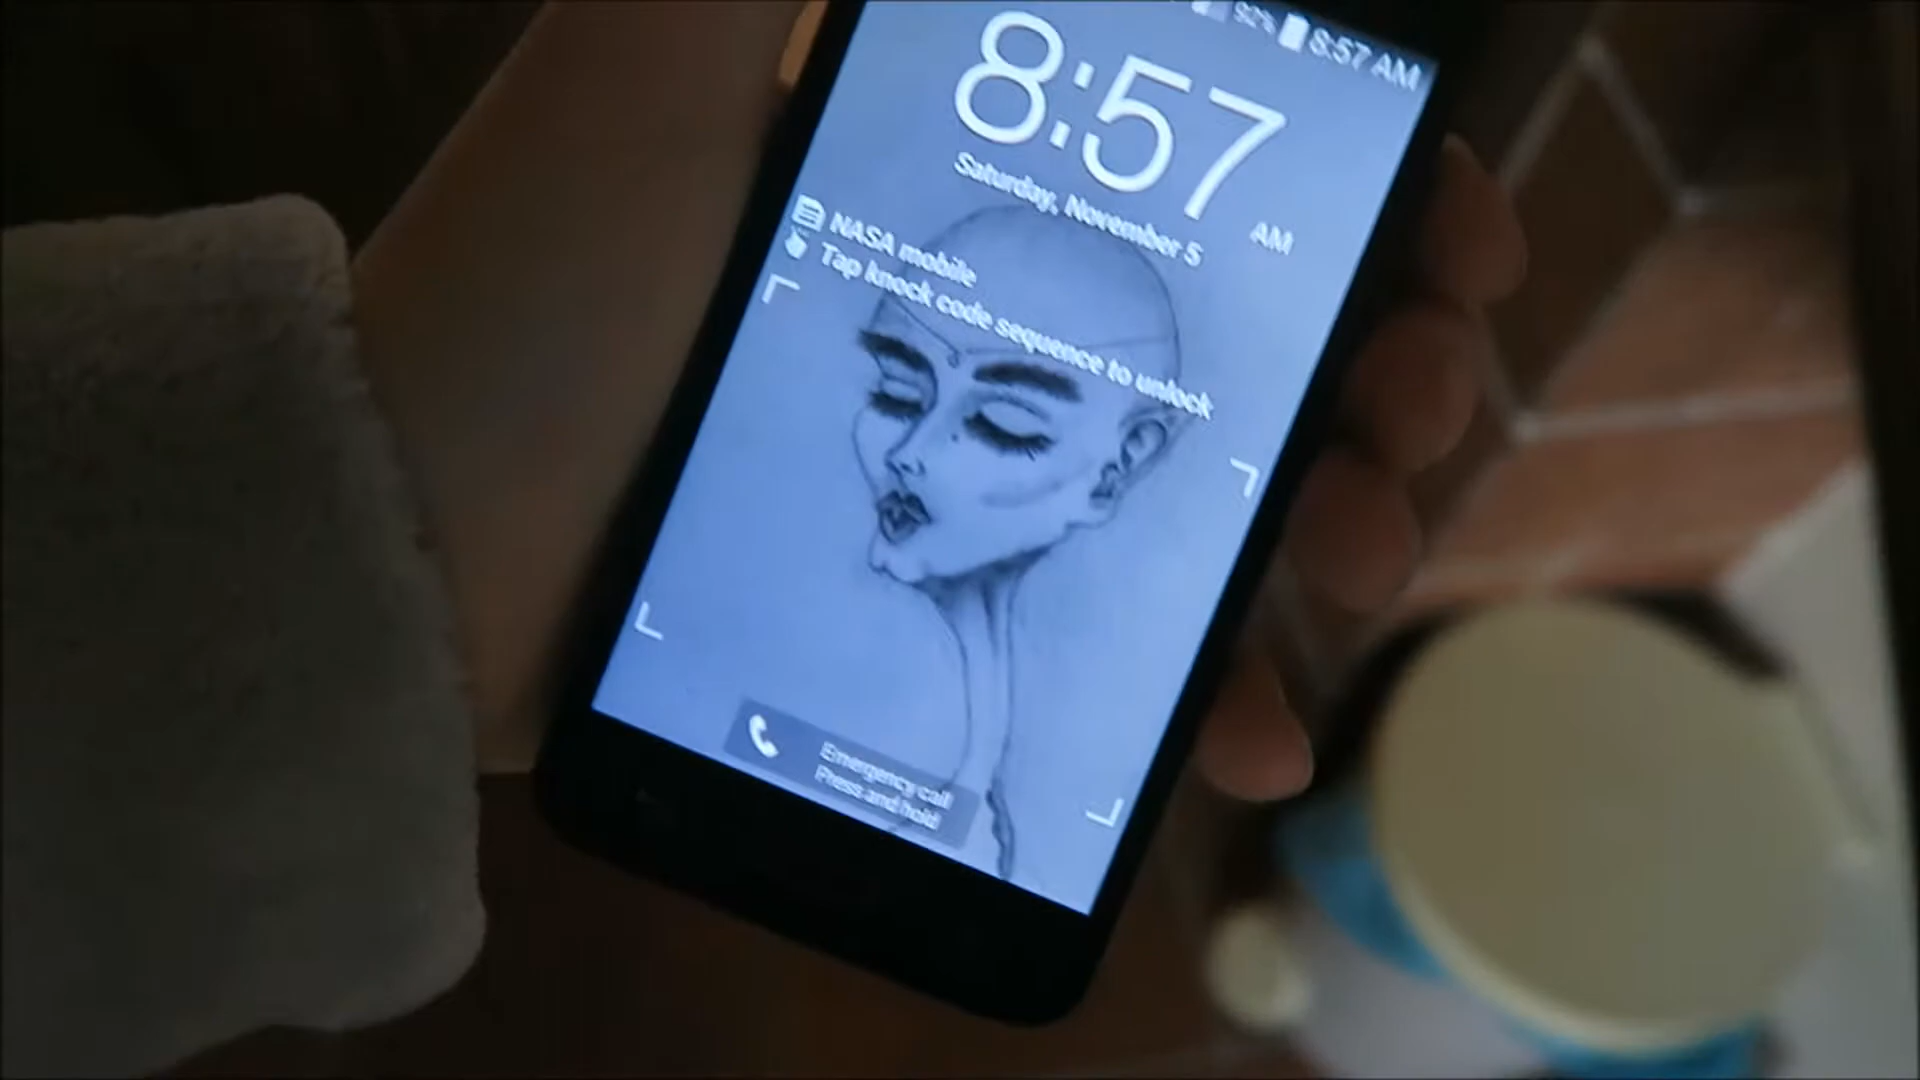 92% 8:57 AM
8:57 AM
Saturday, November 5
NASA mobile
Tap knock code sequence to unlock
Emergency call
Press and hold